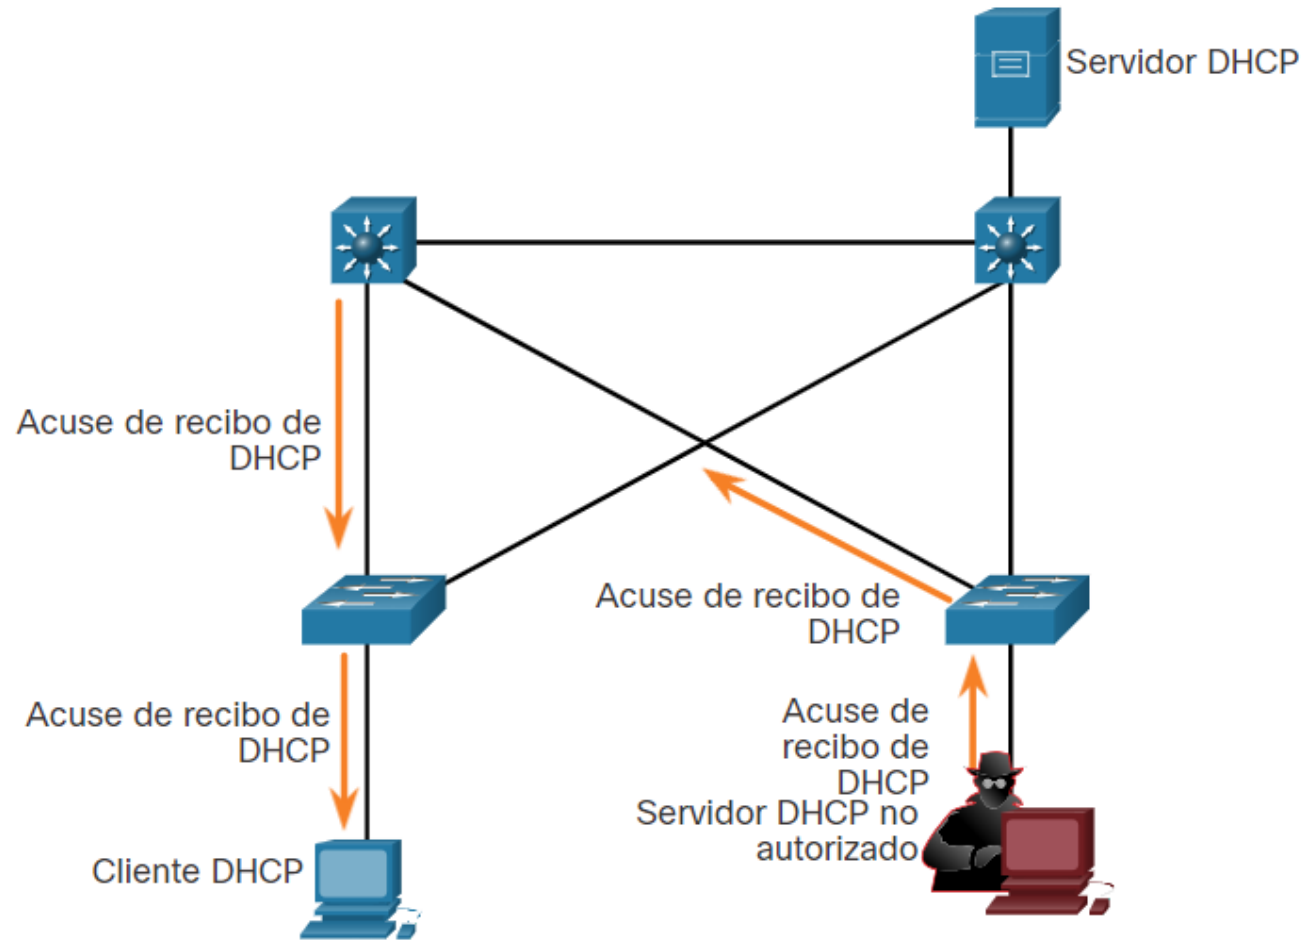 Servidor DHCP
Acuse de recibo de
DHCP
Acuse de recibo de
DHCP
Acuse de recibo de
DHCP
Acuse de
recibo de
DHCP
Servidor DHCP no
autorizado
Cliente DHCP